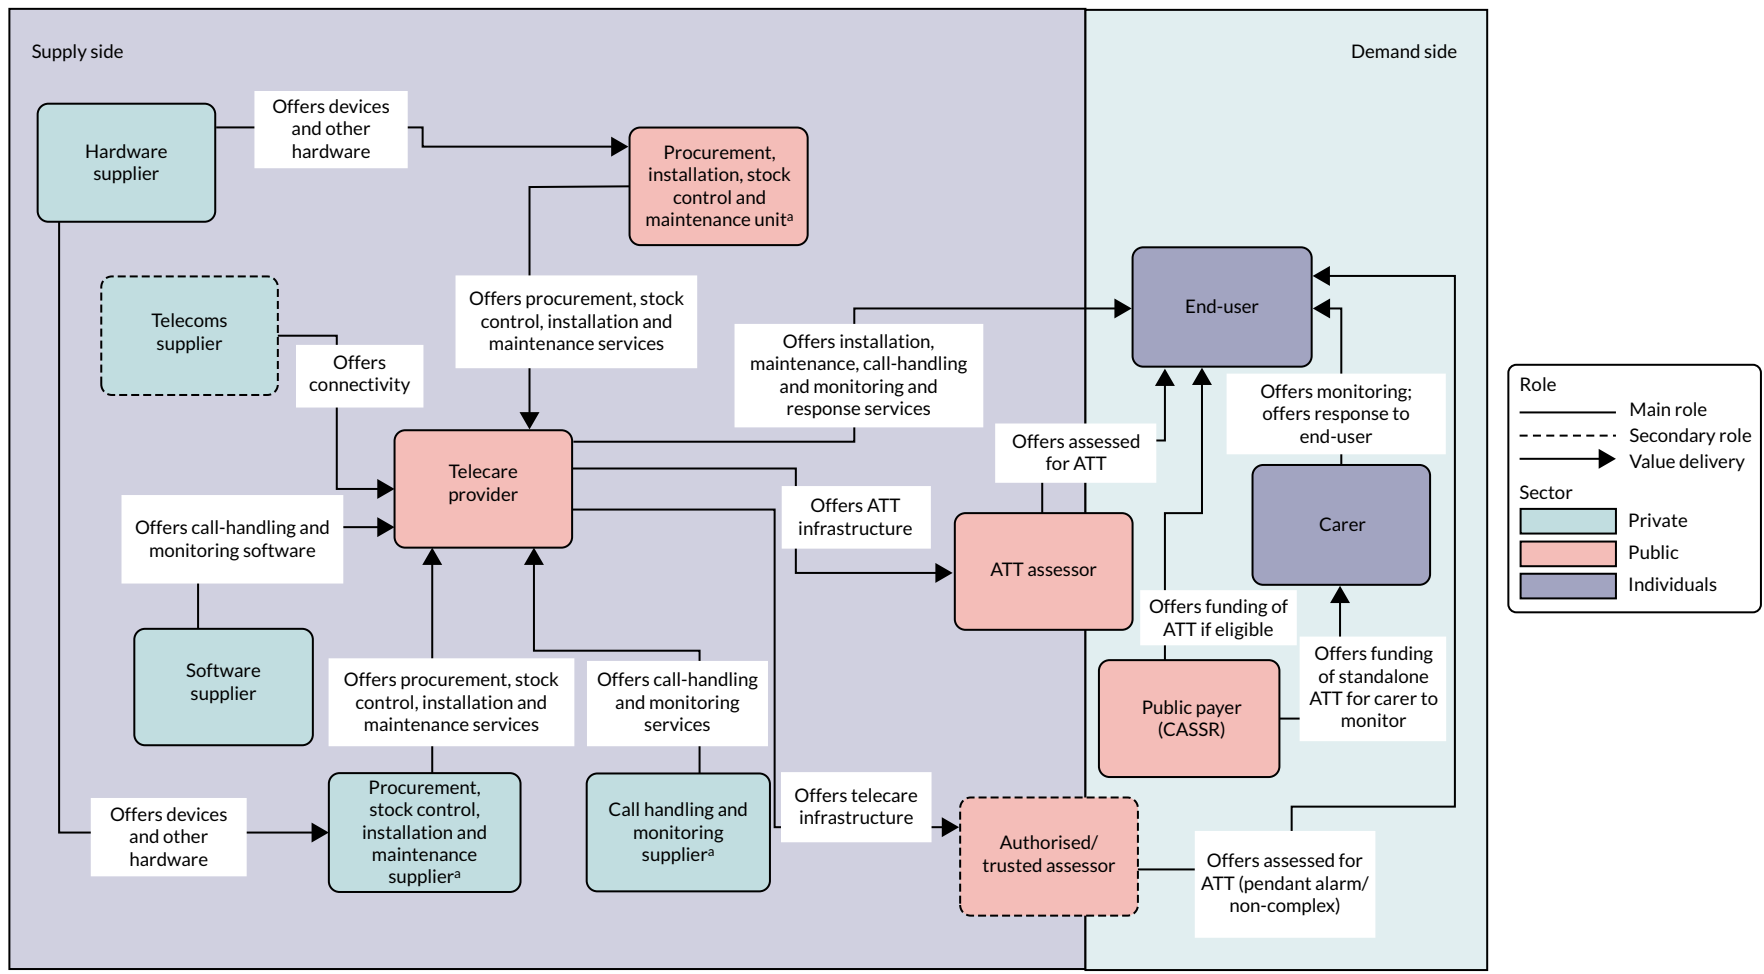 Supply side
Demand side
Hardware
supplier
Offers devices
and other
hardware
Procurement,
installation, stock
control and
maintenance unitᵃ
Telecoms
supplier
Offers
connectivity
Offers procurement, stock
control, installation and
maintenance services
Offers installation,
maintenance, call-handling
and monitoring and
response services
End-user
Offers monitoring;
offers response to
end-user
Offers assessed
for ATT
Telecare
provider
Offers ATT
infrastructure
Carer
Offers call-handling and
monitoring software
ATT assessor
Offers funding of
ATT if eligible
Offers funding
of standalone
ATT for carer to
monitor
Software
supplier
Offers procurement, stock
control, installation and
maintenance services
Offers call-handling
and monitoring
services
Public payer
(CASSR)
Offers devices
and other
hardware
Procurement,
stock control,
installation and
maintenance
supplierᵃ
Call handling and
monitoring
supplierᵃ
Offers telecare
infrastructure
Authorised/
trusted assessor
Offers assessed for
ATT (pendant alarm/
non-complex)
Role
Main role
Secondary role
Value delivery
Sector
Private
Public
Individuals